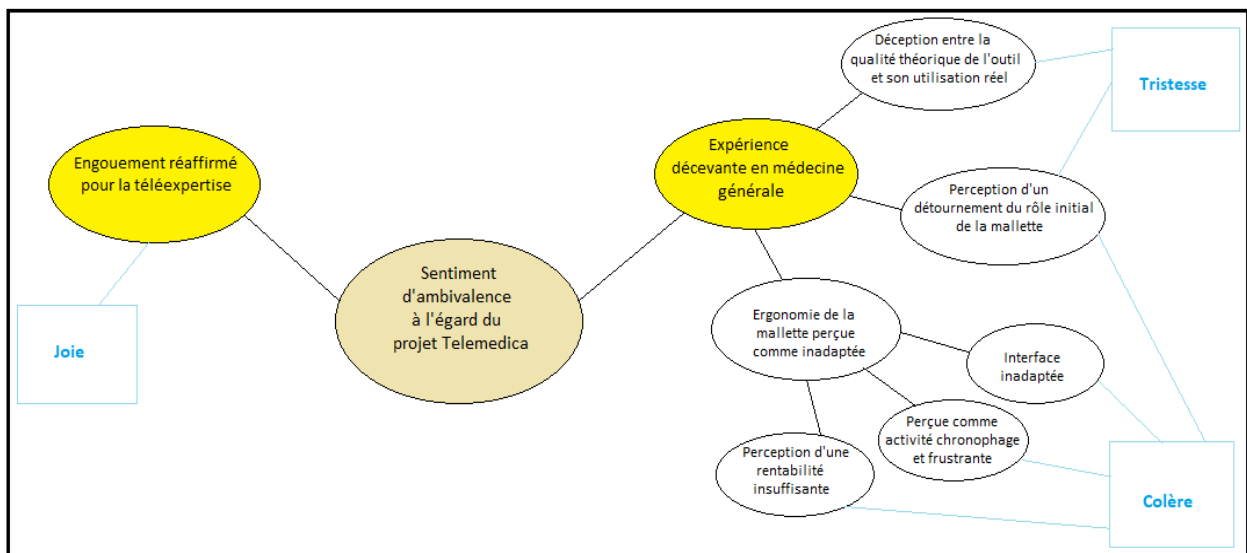 Engouement réaffirmé
pour la téléexpertise
Joie
Sentiment
d'ambivalence
à l'égard du
projet Telemedica
Expérience
décevante en médecine
générale
Déception entre la
qualité théorique de l'outil
et son utilisation réel
Tristesse
Perception d'un
détournement du rôle initial
de la mallette
Ergonomie de la
mallette perçue
comme inadaptée
Interface
inadaptée
Perçue comme
activité chronophage
et frustrante
Perception d'une
rentabilité
insuffisante
Colère